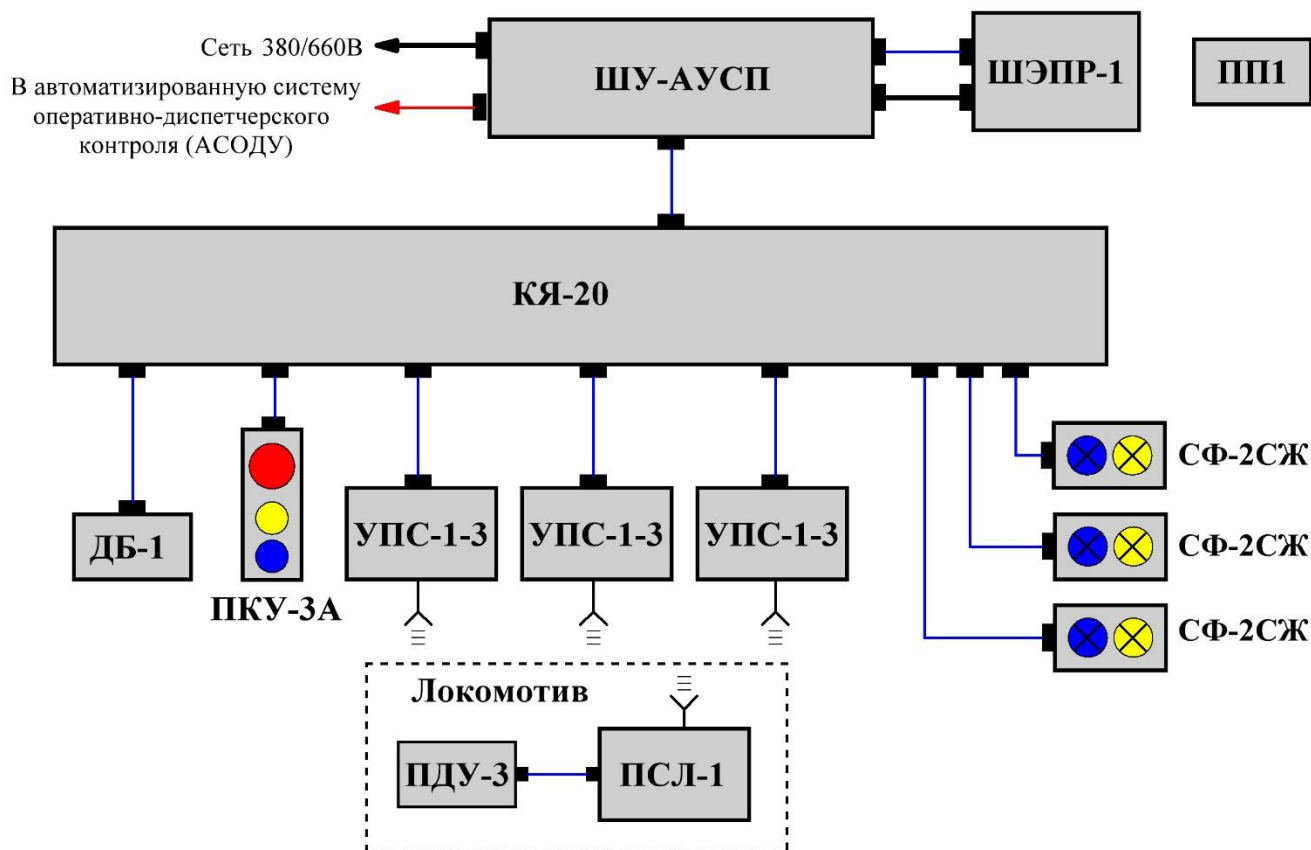 Сеть 380/660В
В автоматизированную систему
оперативно-диспетчерского
контроля (АСОДУ)
ШУ-АУСП
ШЭПР-1
ПП1
КЯ-20
ДБ-1
ПКУ-3А
УПС-1-3
УПС-1-3
УПС-1-3
СФ-2СЖ
СФ-2СЖ
СФ-2СЖ
Локомотив
ПДУ-3
ПСЛ-1